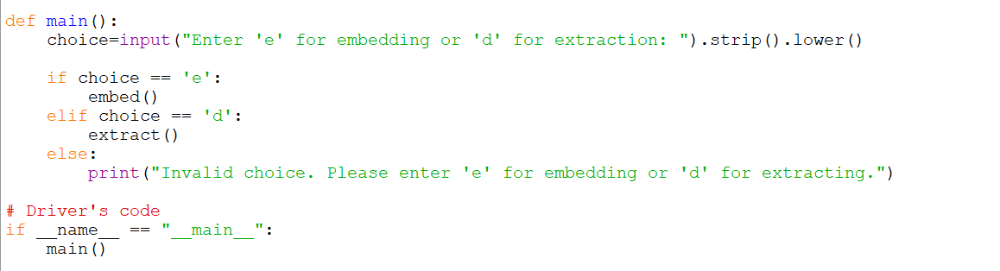 def main():
    choice=input("Enter 'e' for embedding or 'd' for extraction: ").strip().lower()
    if choice == 'e':
        embed()
    elif choice == 'd':
        extract()
    else:
        print("Invalid choice. Please enter 'e' for embedding or 'd' for extracting.")
# Driver's code
if __name__ == "__main__":
    main()